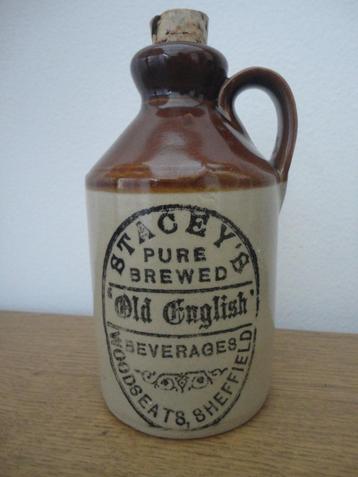 STACEY'S
PURE
BREWED
"Old English"
BEVERAGES
WOODSEATS, SHEFFIELD